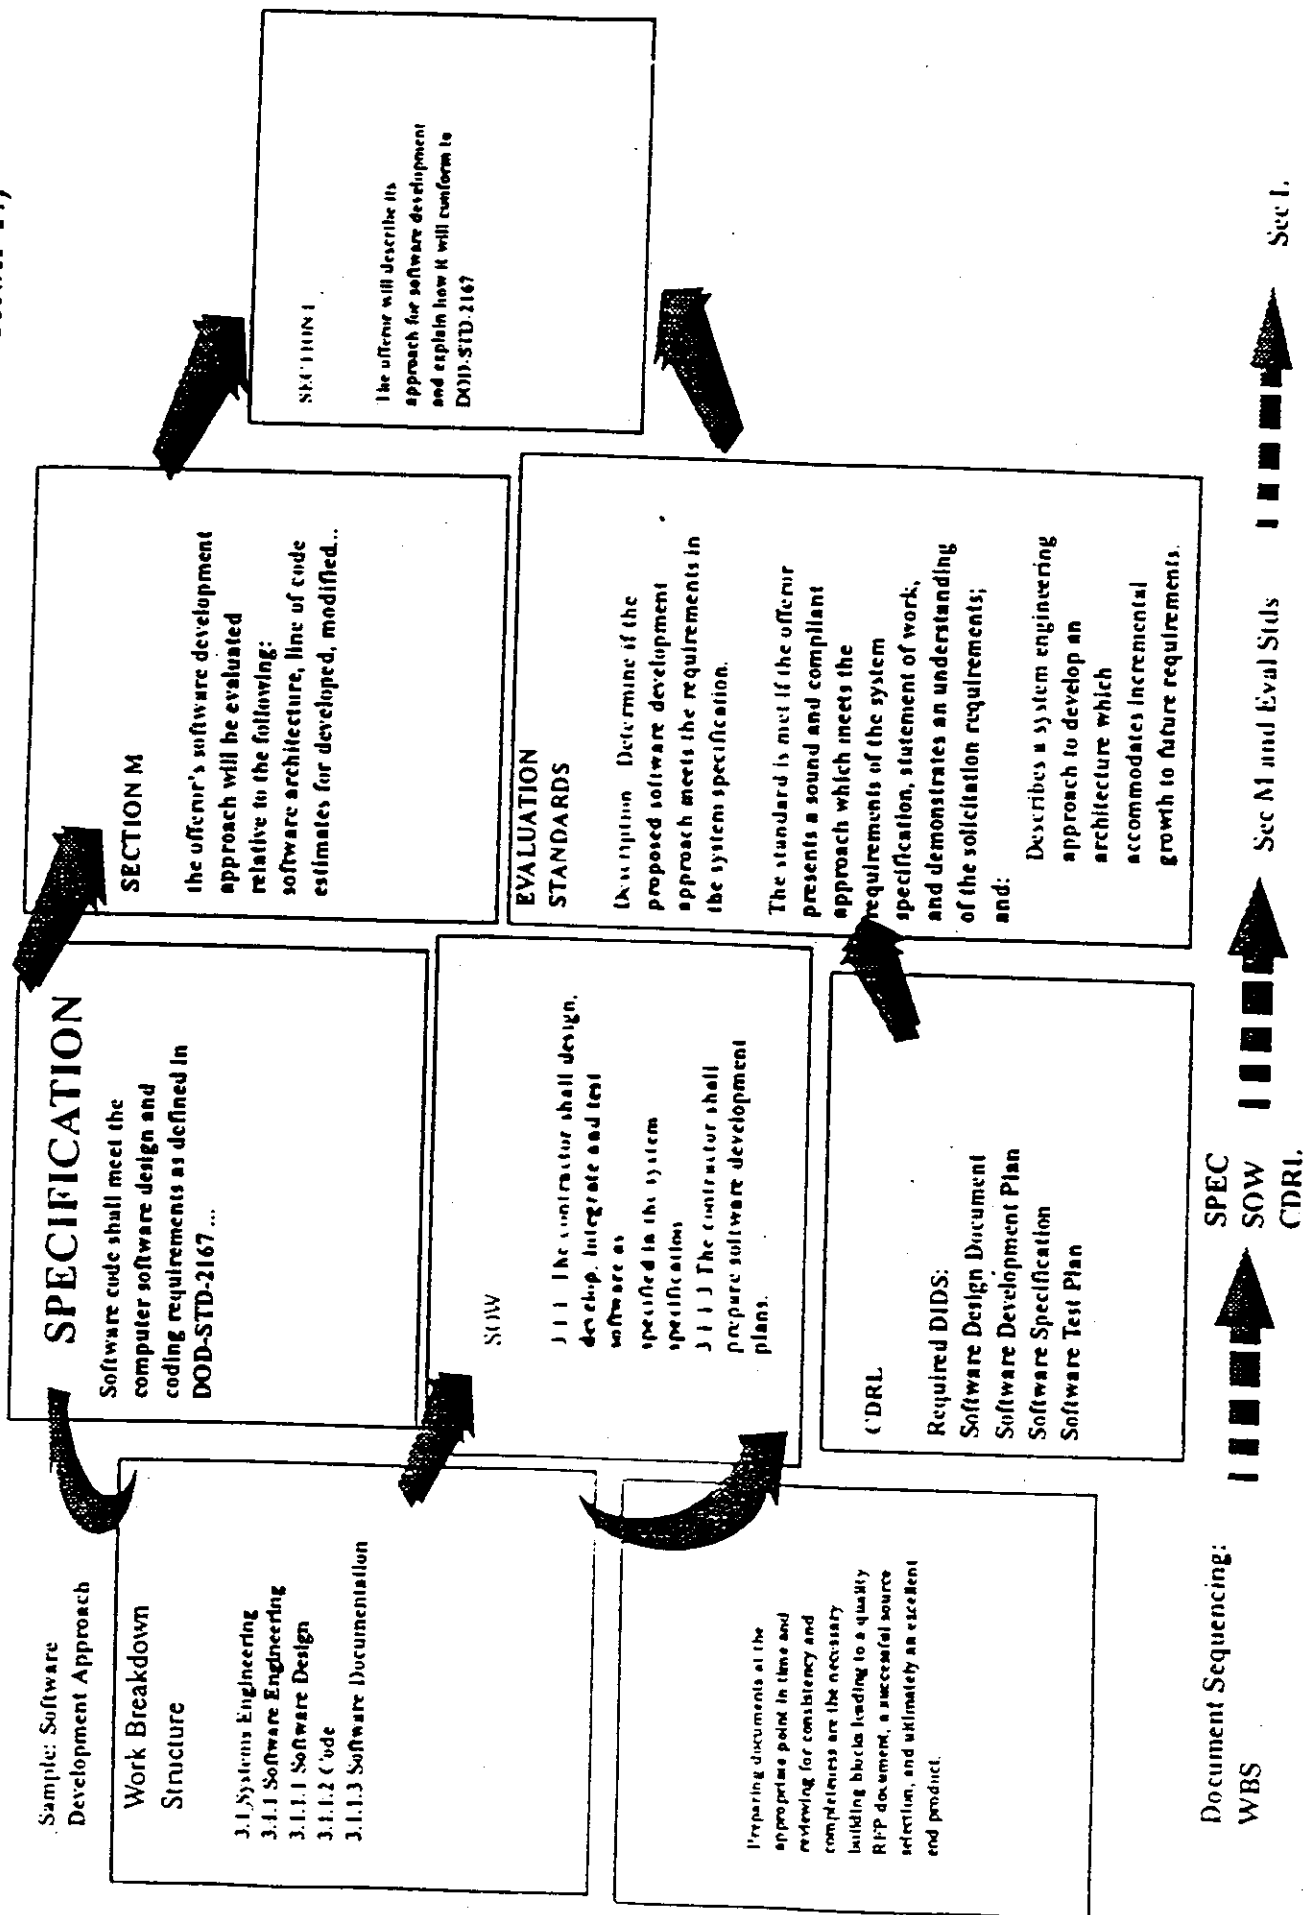 Sample: Software
Development Approach
Work Breakdown
Structure
3.1 Systems Engineering
3.1.1 Software Engineering
3.1.1.1 Software Design
3.1.1.2 Code
3.1.1.3 Software Documentation
Preparing documents at the
appropriate point in time and
reviewing for consistency and
completeness are the necessary
building blocks leading to a quality
RFP document, a successful source
selection, and ultimately an excellent
end product.
SPECIFICATION
Software code shall meet the
computer software design and
coding requirements as defined in
DOD-STD-2167 ...
SOW
3.1.1.1 The contractor shall design,
develop, integrate and test
software as
specified in the system
specification
3.1.1.3 The contractor shall
prepare software development
plans.
CDRL
Required DIDS:
Software Design Document
Software Development Plan
Software Specification
Software Test Plan
SECTION M
the offeror's software development
approach will be evaluated
relative to the following:
software architecture, line of code
estimates for developed, modified...
EVALUATION
STANDARDS
Description Determine if the
proposed software development
approach meets the requirements in
the system specification.
The standard is met if the offeror
presents a sound and compliant
approach which meets the
requirements of the system
specification, statement of work,
and demonstrates an understanding
of the solicitation requirements;
and:
Describes a system engineering
approach to develop an
architecture which
accommodates incremental
growth to future requirements.
SECTION L
The offeror will describe its
approach for software development
and explain how it will conform to
DOD-STD-2167
Document Sequencing:
WBS
SPEC
SOW
CDRL
Sec M and Eval Stds
Sec L